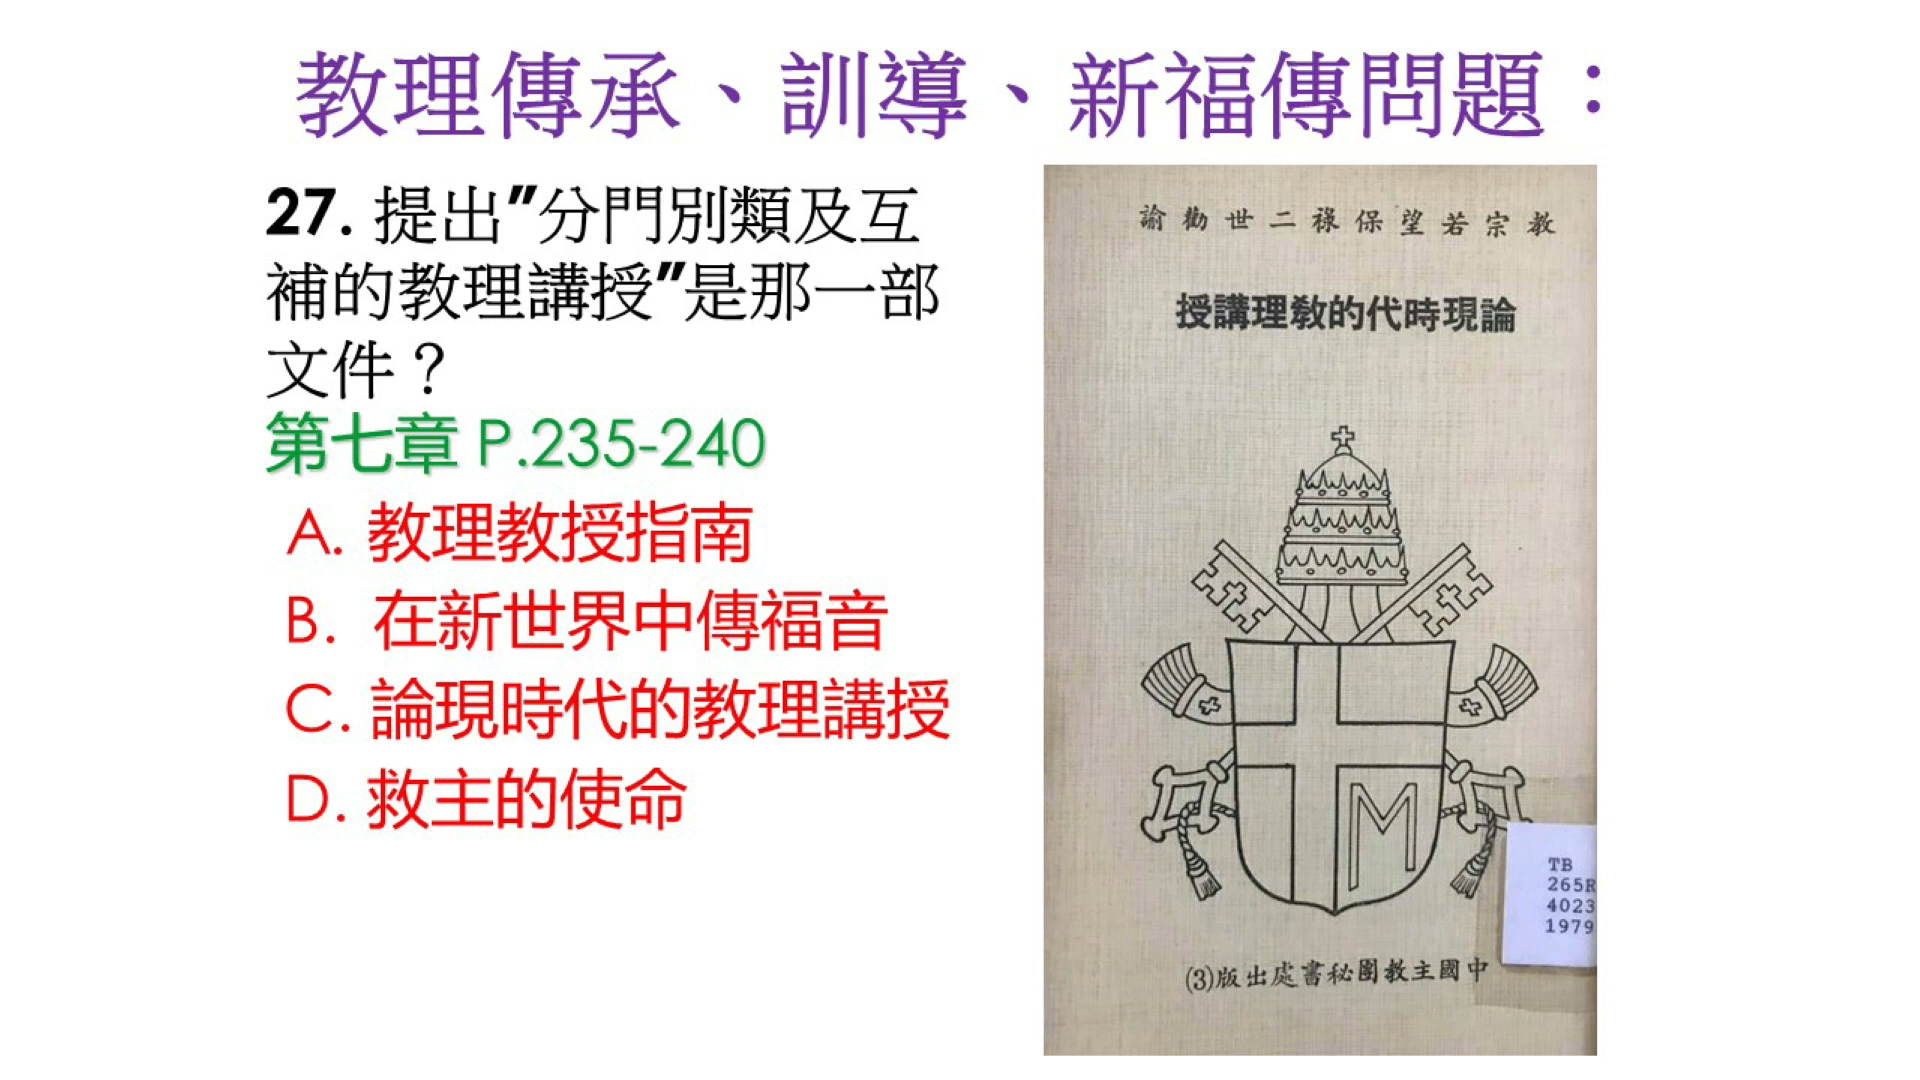 教理傳承、訓導、新福傳問題：
27. 提出"分門別類及互
補的教理講授"是那一部
文件？
第七章 P.235-240
A. 教理教授指南
B. 在新世界中傳福音
C. 論現時代的教理講授
D. 救主的使命
諭勸世二祿保望若宗教
授講理教的代時現論
M
TB
265R
4023
1979
(3)版出處書秘團教主國中